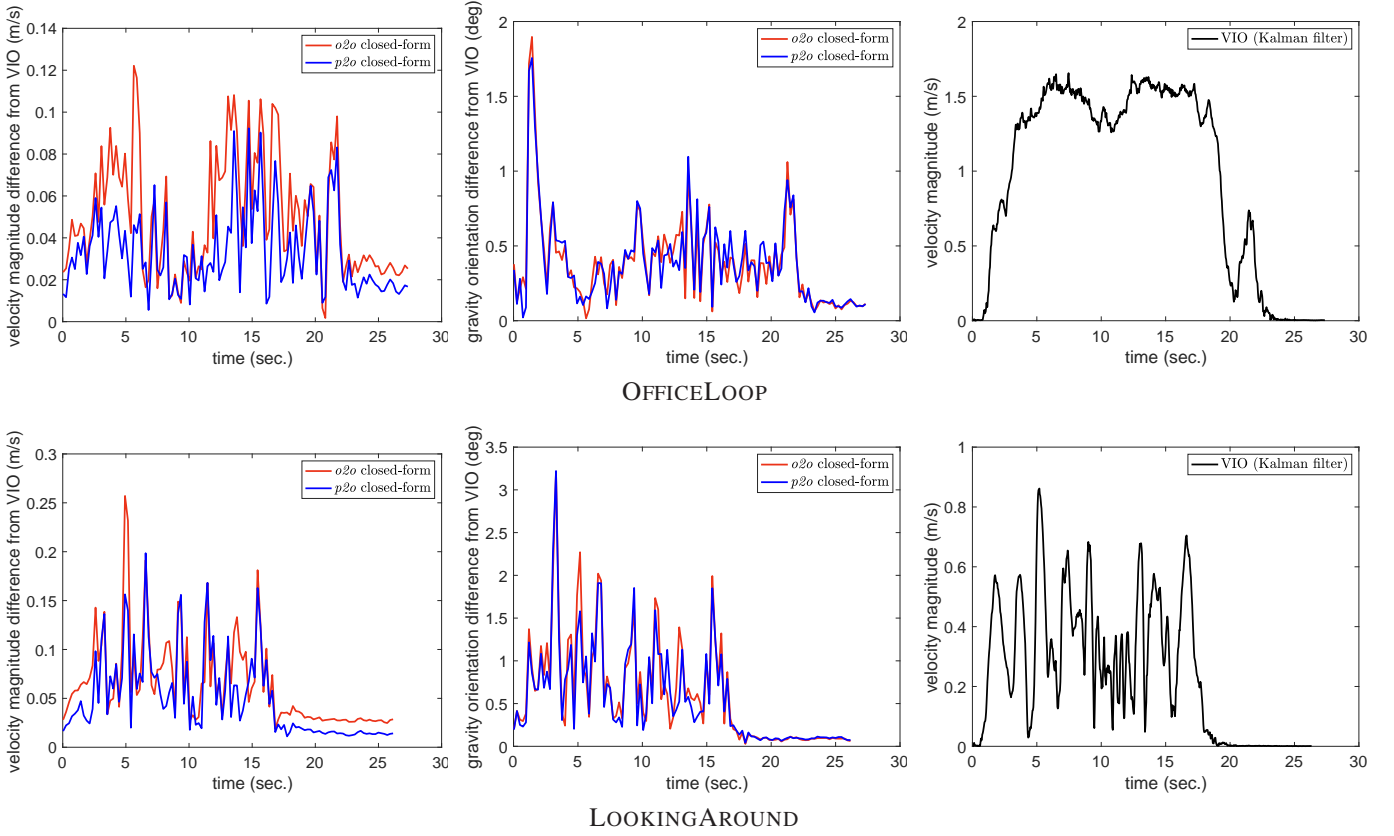 velocity magnitude difference from VIO (m/s)
0.14
0.12
0.1
0.08
0.06
0.04
0.02
0
0 5 10 15 20 25 30
time (sec.)
o2o closed-form
p2o closed-form
gravity orientation difference from VIO (deg)
2
1.5
1
0.5
0
0 5 10 15 20 25 30
time (sec.)
o2o closed-form
p2o closed-form
velocity magnitude (m/s)
2
1.5
1
0.5
0
0 5 10 15 20 25 30
time (sec.)
VIO (Kalman filter)
OFFICELOOP
velocity magnitude difference from VIO (m/s)
0.3
0.25
0.2
0.15
0.1
0.05
0
0 5 10 15 20 25 30
time (sec.)
o2o closed-form
p2o closed-form
gravity orientation difference from VIO (deg)
3.5
3
2.5
2
1.5
1
0.5
0
0 5 10 15 20 25 30
time (sec.)
o2o closed-form
p2o closed-form
velocity magnitude (m/s)
1
0.8
0.6
0.4
0.2
0
0 5 10 15 20 25 30
time (sec.)
VIO (Kalman filter)
LOOKINGAROUND